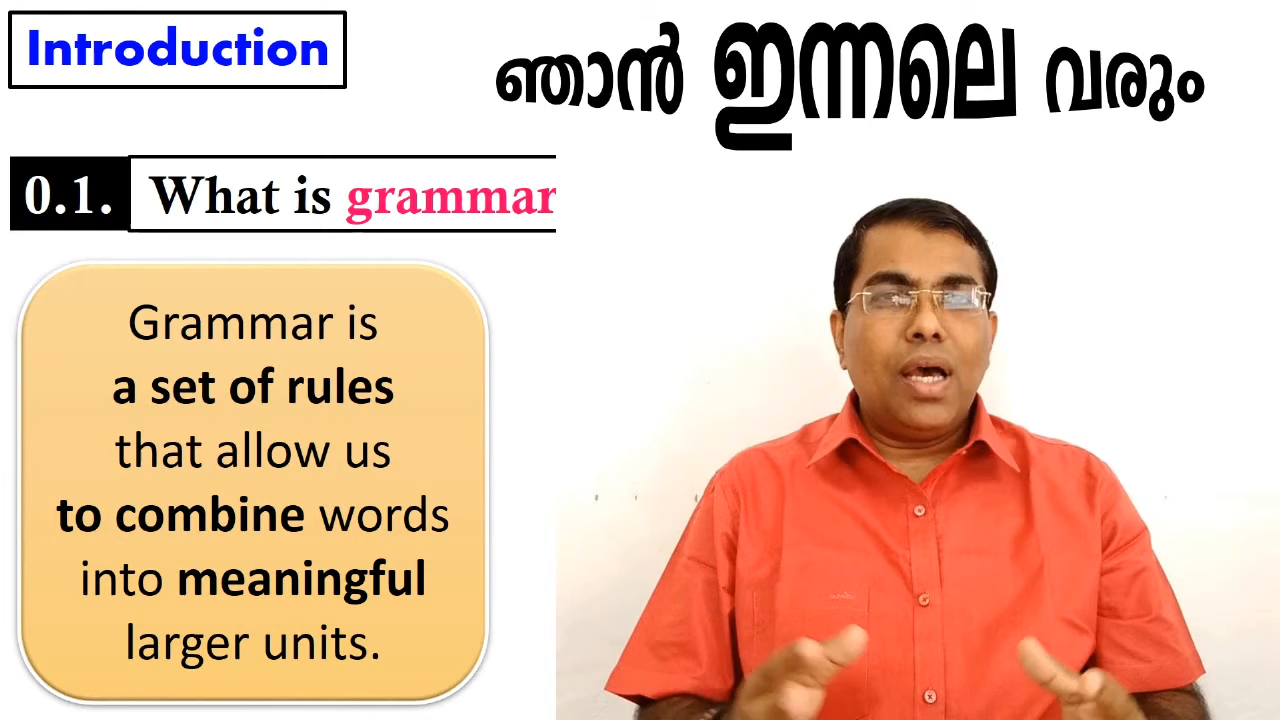 Introduction
ഞാൻ ഇന്നലെ വരും
0.1. What is grammar
Grammar is
a set of rules
that allow us
to combine words
into meaningful
larger units.